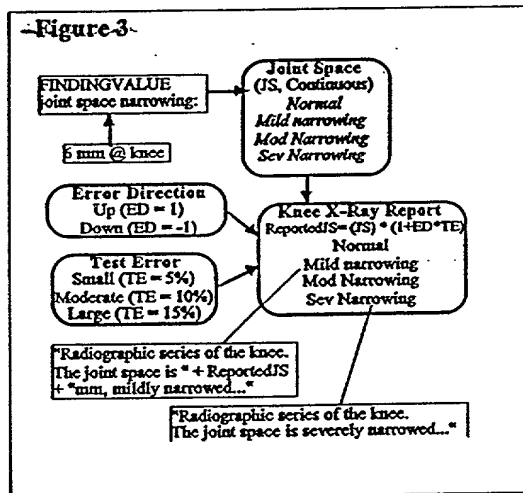 Figure 3
FINDINGVALUE
joint space narrowing:
6 mm @ knee
Joint Space
(JS, Continuous)
Normal
Mild narrowing
Mod Narrowing
Sev Narrowing
Error Direction
Up (ED = 1)
Down (ED = -1)
Test Error
Small (TE = 5%)
Moderate (TE = 10%)
Large (TE = 15%)
Knee X-Ray Report
ReportedJS= (JS) * (1+ED*TE)
Normal
Mild narrowing
Mod Narrowing
Sev Narrowing
"Radiographic series of the knee.
The joint space is " + ReportedJS
+ "mm, mildly narrowed..."
"Radiographic series of the knee.
The joint space is severely narrowed..."